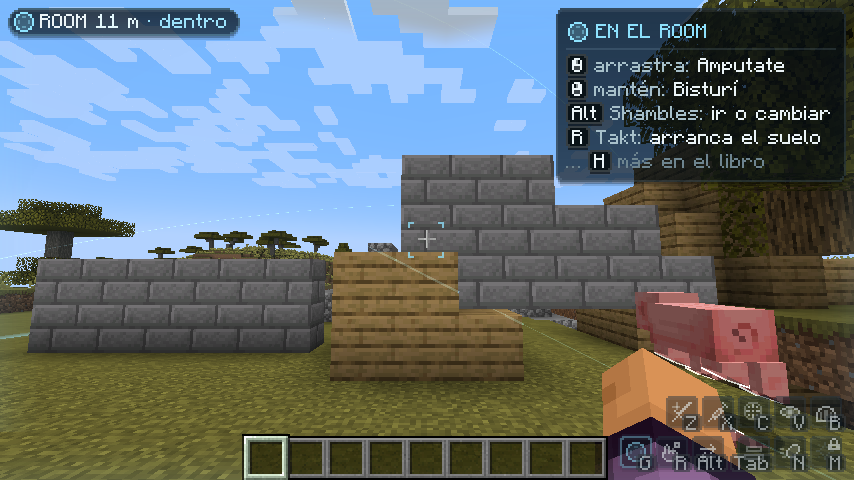 ROOM 11 m · dentro
EN EL ROOM
arrastra: Amputate
mantén: Bisturí
Alt Shambles: ir o cambiar
R Takt: arranca el suelo
... H más en el libro
Z X C V B
G R Alt Tab N M